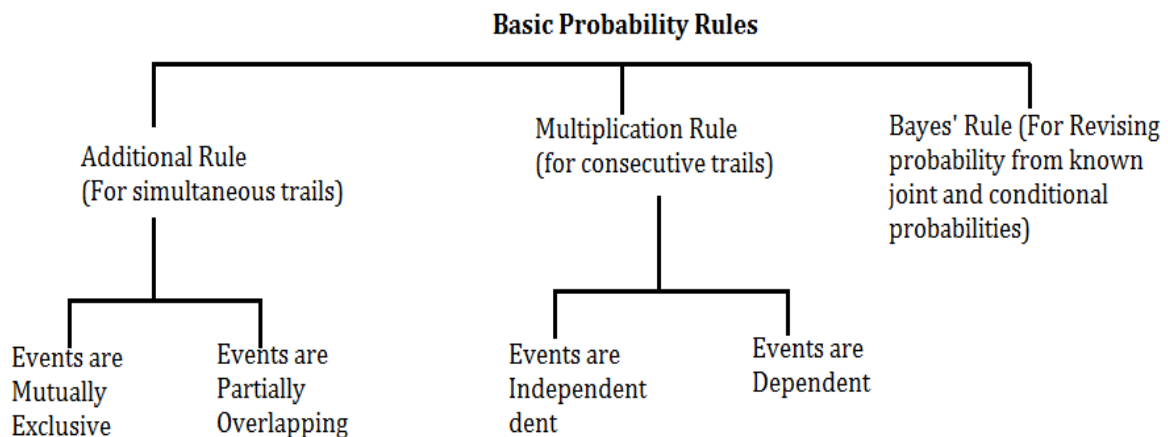 Basic Probability Rules
Additional Rule
(For simultaneous trails)
Events are
Mutually
Exclusive
Events are
Partially
Overlapping
Multiplication Rule
(for consecutive trails)
Events are
Independent
dent
Events are
Dependent
Bayes' Rule (For Revising
probability from known
joint and conditional
probabilities)